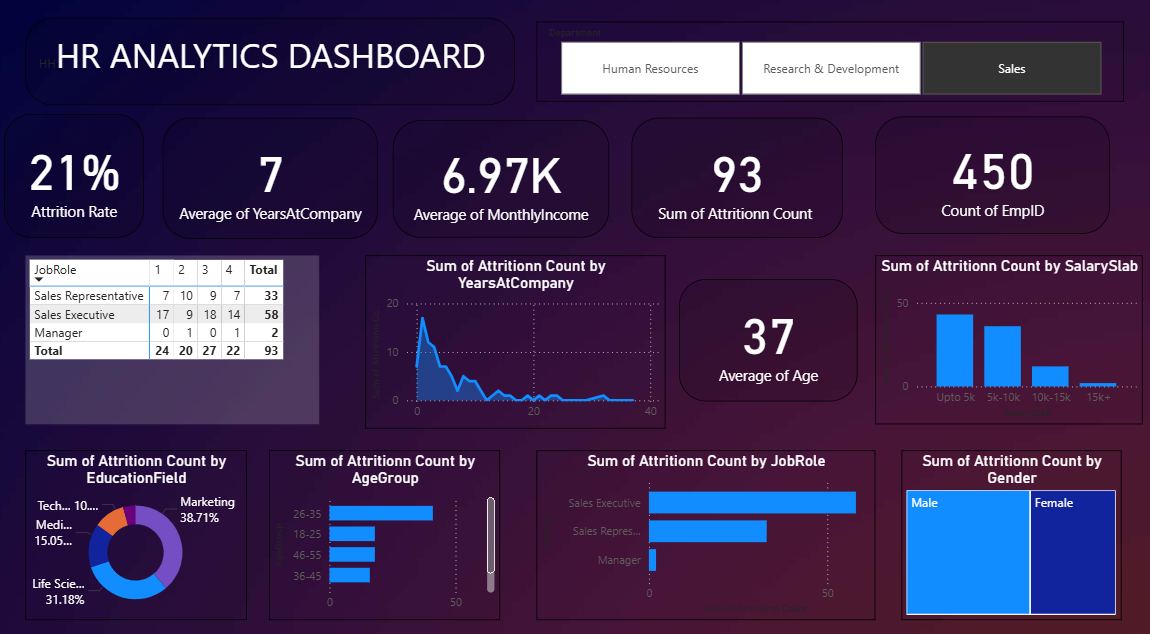 HR ANALYTICS DASHBOARD
Department
Human Resources
Research & Development
Sales
21%
Attrition Rate
7
Average of YearsAtCompany
6.97K
Average of MonthlyIncome
93
Sum of Attritionn Count
450
Count of EmpID
JobRole 1 2 3 4 Total
Sales Representative 7 10 9 7 33
Sales Executive 17 9 18 14 58
Manager 0 1 0 1 2
Total 24 20 27 22 93
Sum of Attritionn Count by
YearsAtCompany
20
10
0
0 20 40
37
Average of Age
Sum of Attritionn Count by SalarySlab
50
0
Upto 5k 5k-10k 10k-15k 15k+
Sum of Attritionn Count by
EducationField
Tech... 10....
Medi...
15.05...
Life Scie...
31.18%
Marketing
38.71%
Sum of Attritionn Count by
AgeGroup
26-35
18-25
46-55
36-45
0 50
Sum of Attritionn Count by JobRole
Sales Executive
Sales Repres...
Manager
0 50
Sum of Attritionn Count by
Gender
Male
Female